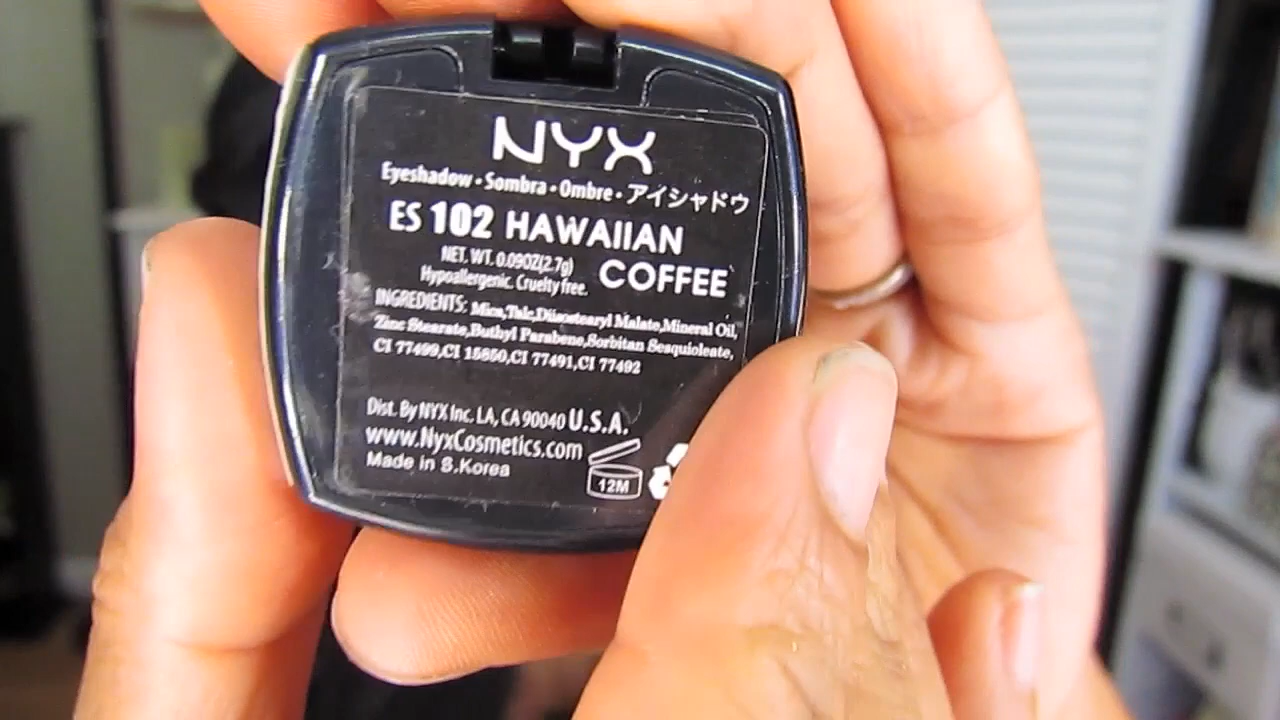 NYX
Eyeshadow • Sombra • Ombre • アイシャドウ
ES 102 HAWAIIAN
COFFEE
NET. WT. 0.09OZ(2.7g)
Hypoallergenic. Cruelty free.
INGREDIENTS: Mica,Talc,Diisostearyl Malate,Mineral Oil,
Zinc Stearate,Buthyl Parabene,Sorbitan Sesquioleate,
CI 77499,CI 15850,CI 77491,CI 77492
Dist. By NYX Inc. LA, CA 90040 U.S.A.
www.NyxCosmetics.com
Made in S.Korea
12M